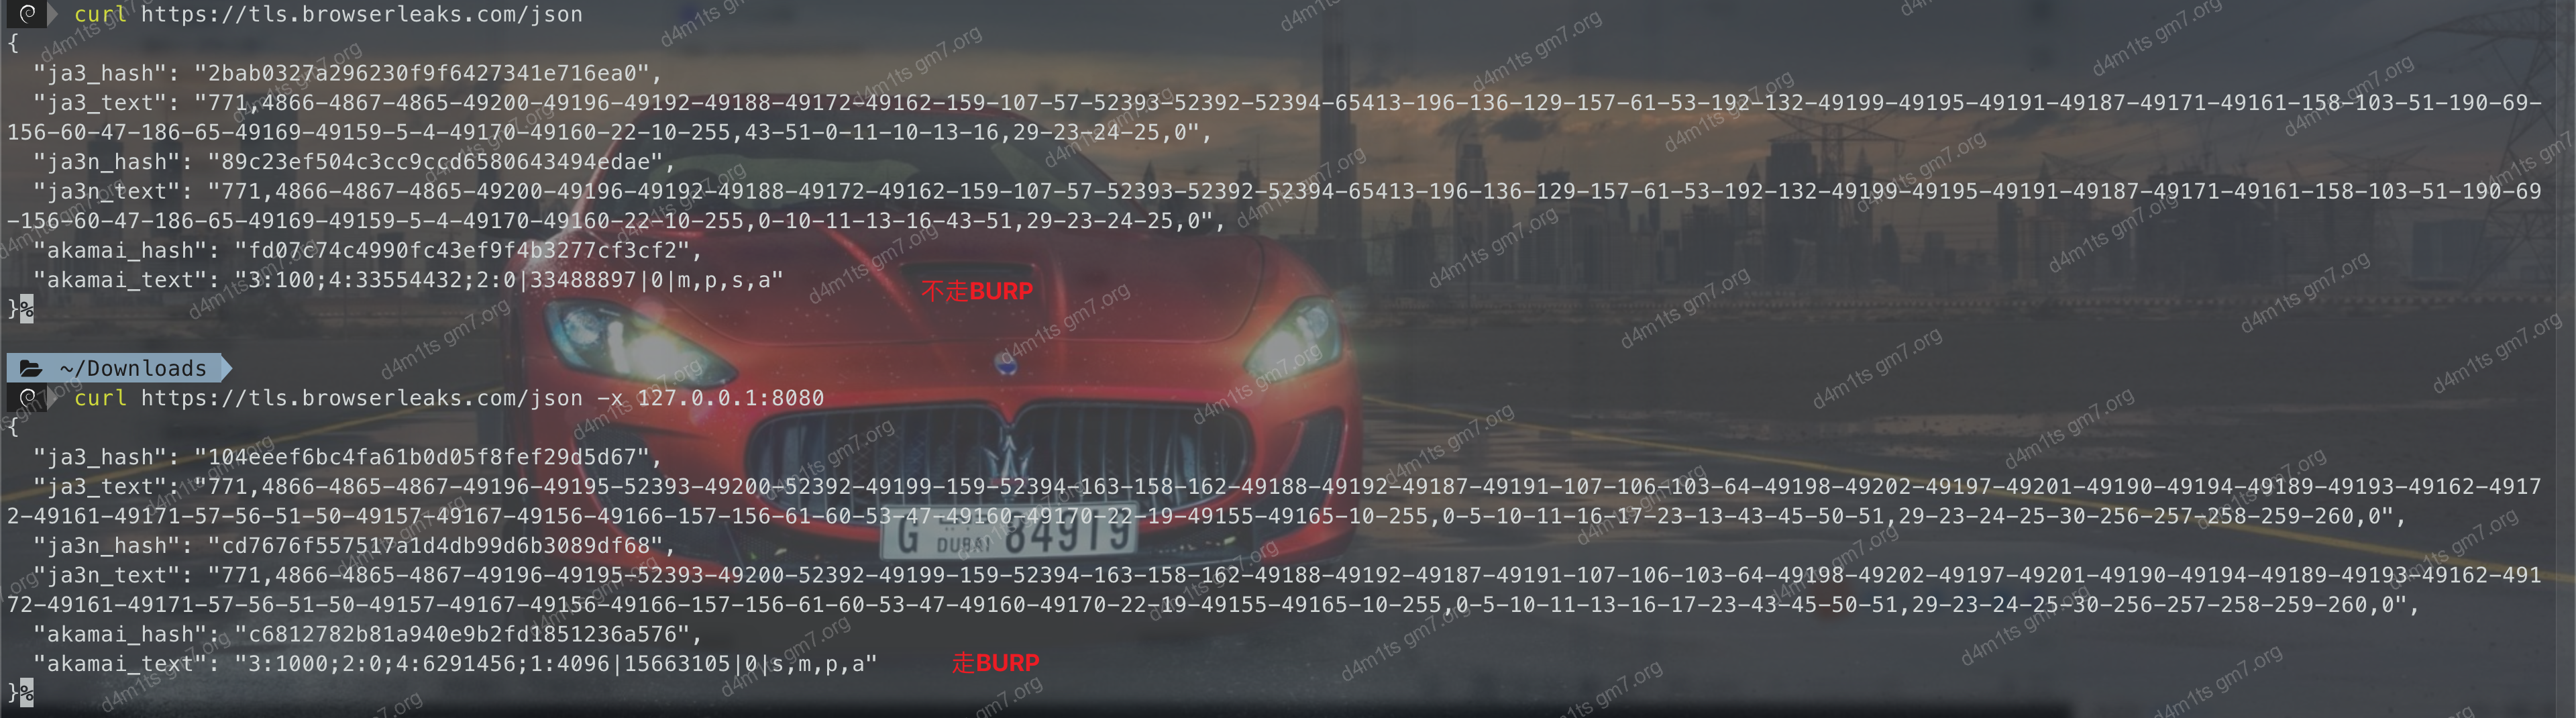 curl https://tls.browserleaks.com/json
{
"ja3_hash": "2bab0327a296230f9f6427341e716ea0",
"ja3_text": "771,4866-4867-4865-49200-49196-49192-49188-49172-49162-159-107-57-52393-52392-52394-65413-196-136-129-157-61-53-192-132-49199-49195-49191-49187-49171-49161-158-103-51-190-69-
156-60-47-186-65-49169-49159-5-4-49170-49160-22-10-255,43-51-0-11-10-13-16,29-23-24-25,0",
"ja3n_hash": "89c23ef504c3cc9ccd6580643494edae",
"ja3n_text": "771,4866-4867-4865-49200-49196-49192-49188-49172-49162-159-107-57-52393-52392-52394-65413-196-136-129-157-61-53-192-132-49199-49195-49191-49187-49171-49161-158-103-51-190-69
-156-60-47-186-65-49169-49159-5-4-49170-49160-22-10-255,0-10-11-13-16-43-51,29-23-24-25,0",
"akamai_hash": "fd07c74c4990fc43ef9f4b3277cf3cf2",
"akamai_text": "3:100;4:33554432;2:0|33488897|0|m,p,s,a"
不走BURP
}%
~/Downloads
curl https://tls.browserleaks.com/json -x 127.0.0.1:8080
{
"ja3_hash": "104eeef6bc4fa61b0d05f8fef29d5d67",
"ja3_text": "771,4866-4865-4867-49196-49195-52393-49200-52392-49199-159-52394-163-158-162-49188-49192-49187-49191-107-106-103-64-49198-49202-49197-49201-49190-49194-49189-49193-49162-4917
2-49161-49171-57-56-51-50-49157-49167-49156-49166-157-156-61-60-53-47-49160-49170-22-19-49155-49165-10-255,0-5-10-11-16-17-23-13-43-45-50-51,29-23-24-25-30-256-257-258-259-260,0",
"ja3n_hash": "cd7676f557517a1d4db99d6b3089df68",
"ja3n_text": "771,4866-4865-4867-49196-49195-52393-49200-52392-49199-159-52394-163-158-162-49188-49192-49187-49191-107-106-103-64-49198-49202-49197-49201-49190-49194-49189-49193-49162-491
72-49161-49171-57-56-51-50-49157-49167-49156-49166-157-156-61-60-53-47-49160-49170-22-19-49155-49165-10-255,0-5-10-11-13-16-17-23-43-45-50-51,29-23-24-25-30-256-257-258-259-260,0",
"akamai_hash": "c6812782b81a940e9b2fd1851236a576",
"akamai_text": "3:1000;2:0;4:6291456;1:4096|15663105|0|s,m,p,a"
走BURP
}%
G DUBAI 84919
d4m1ts gm7.org